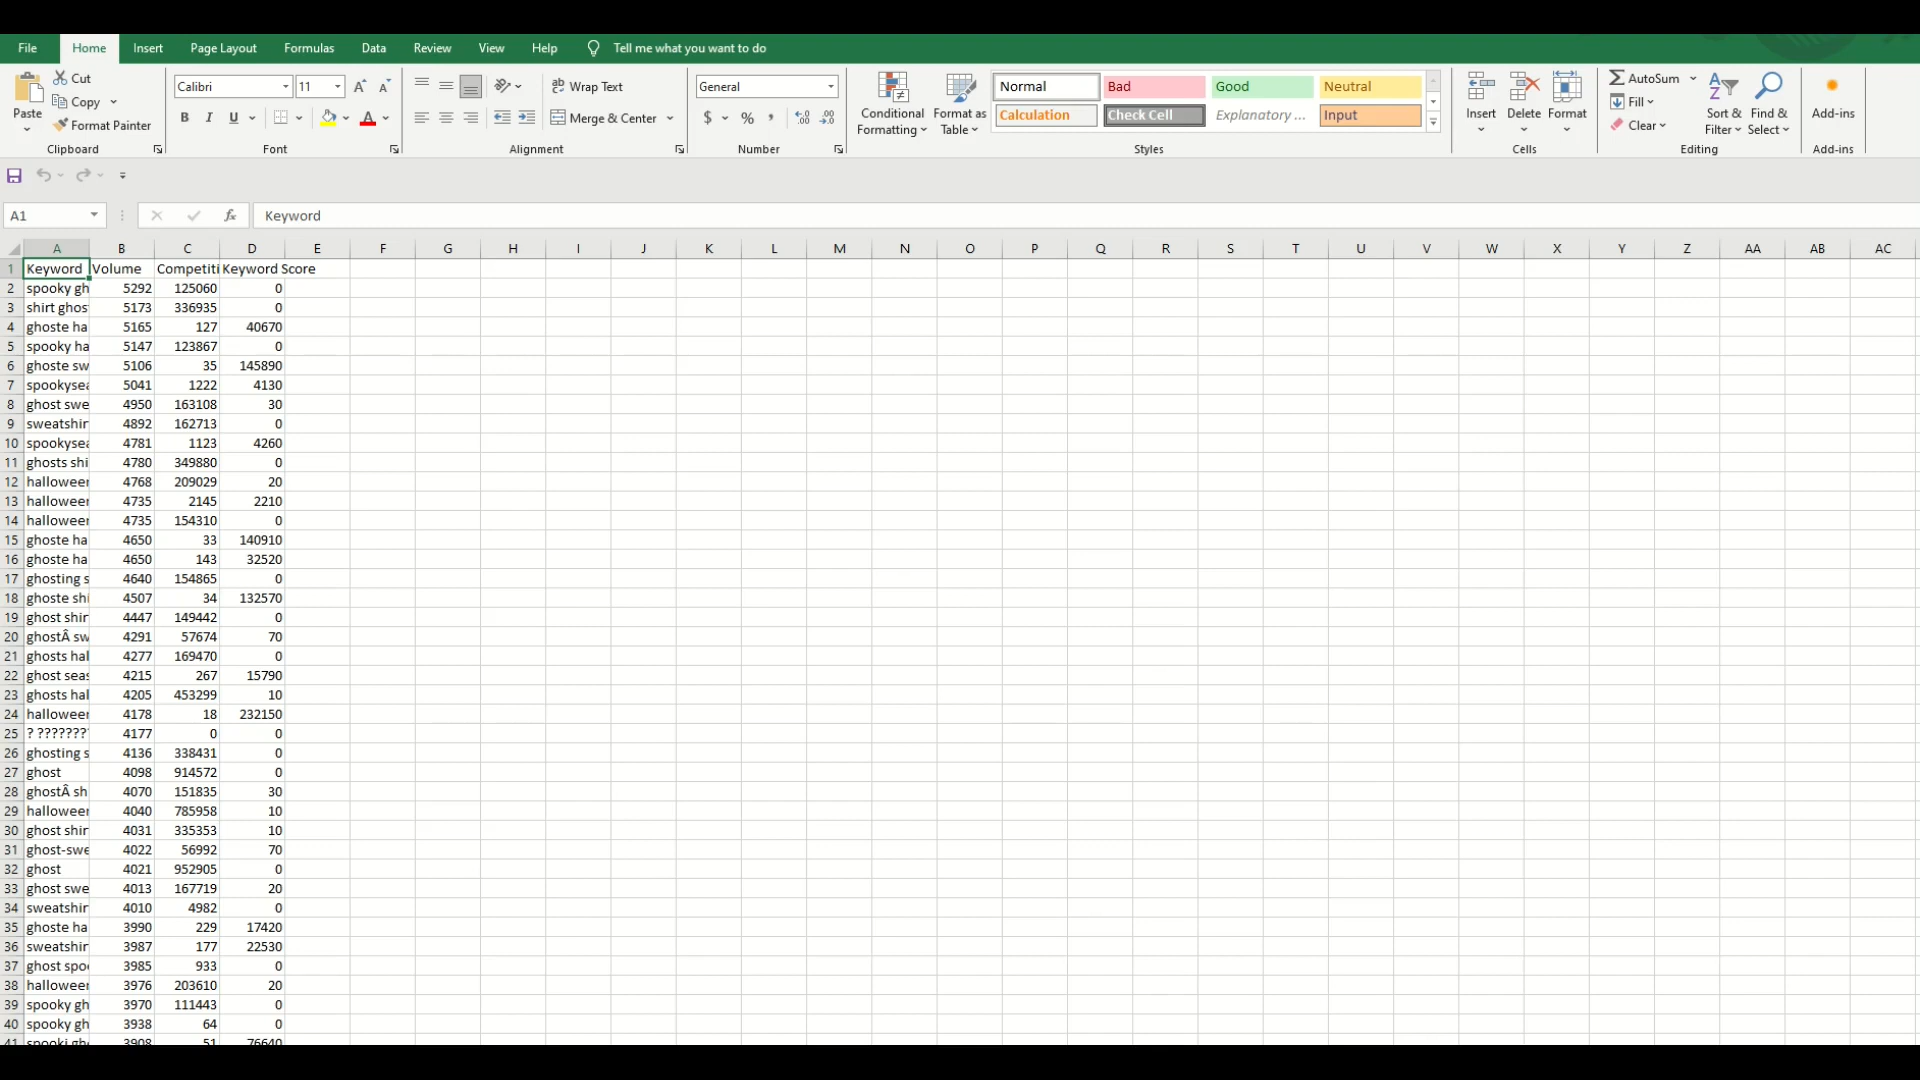 File Home Insert Page Layout Formulas Data Review View Help Tell me what you want to do
Paste Cut Copy Format Painter Clipboard
Calibri 11 B I U Font
Wrap Text Merge & Center Alignment
General $ % , Number
Conditional Formatting Format as Table
Normal Bad Good Neutral
Calculation Check Cell Explanatory ... Input
Styles
Insert Delete Format Cells
AutoSum Fill Clear Sort & Filter Find & Select Editing
Add-ins Add-ins
A1 fx Keyword
A B C D E F G H I J K L M N O P Q R S T U V W X Y Z AA AB AC
1 Keyword Volume Competiti Keyword Score
2 spooky gh 5292 125060 0
3 shirt ghos 5173 336935 0
4 ghoste ha 5165 127 40670
5 spooky ha 5147 123867 0
6 ghoste sw 5106 35 145890
7 spookysea 5041 1222 4130
8 ghost swe 4950 163108 30
9 sweatshir 4892 162713 0
10 spookysea 4781 1123 4260
11 ghosts shi 4780 349880 0
12 halloween 4768 209029 20
13 halloween 4735 2145 2210
14 halloween 4735 154310 0
15 ghoste ha 4650 33 140910
16 ghoste ha 4650 143 32520
17 ghosting s 4640 154865 0
18 ghoste shi 4507 34 132570
19 ghost shir 4447 149442 0
20 ghostÂ sw 4291 57674 70
21 ghosts hal 4277 169470 0
22 ghost seas 4215 267 15790
23 ghosts hal 4205 453299 10
24 halloween 4178 18 232150
25 ? ??????? 4177 0 0
26 ghosting s 4136 338431 0
27 ghost 4098 914572 0
28 ghostÂ sh 4070 151835 30
29 halloween 4040 785958 10
30 ghost shir 4031 335353 10
31 ghost-swe 4022 56992 70
32 ghost 4021 952905 0
33 ghost swe 4013 167719 20
34 sweatshir 4010 4982 0
35 ghoste ha 3990 229 17420
36 sweatshir 3987 177 22530
37 ghost spo 3985 933 0
38 halloween 3976 203610 20
39 spooky gh 3970 111443 0
40 spooky gh 3938 64 0
41 spooki gh 3908 51 76640